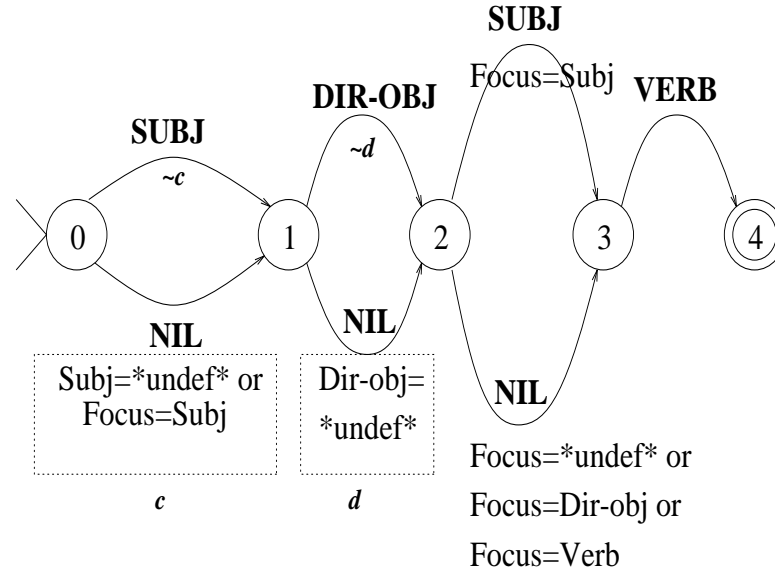 SUBJ
Focus=Subj
DIR-OBJ
VERB
SUBJ
~d
~c
0
1
2
3
4
NIL
NIL
Subj=*undef* or
Focus=Subj
c
Dir-obj=
*undef*
d
NIL
Focus=*undef* or
Focus=Dir-obj or
Focus=Verb